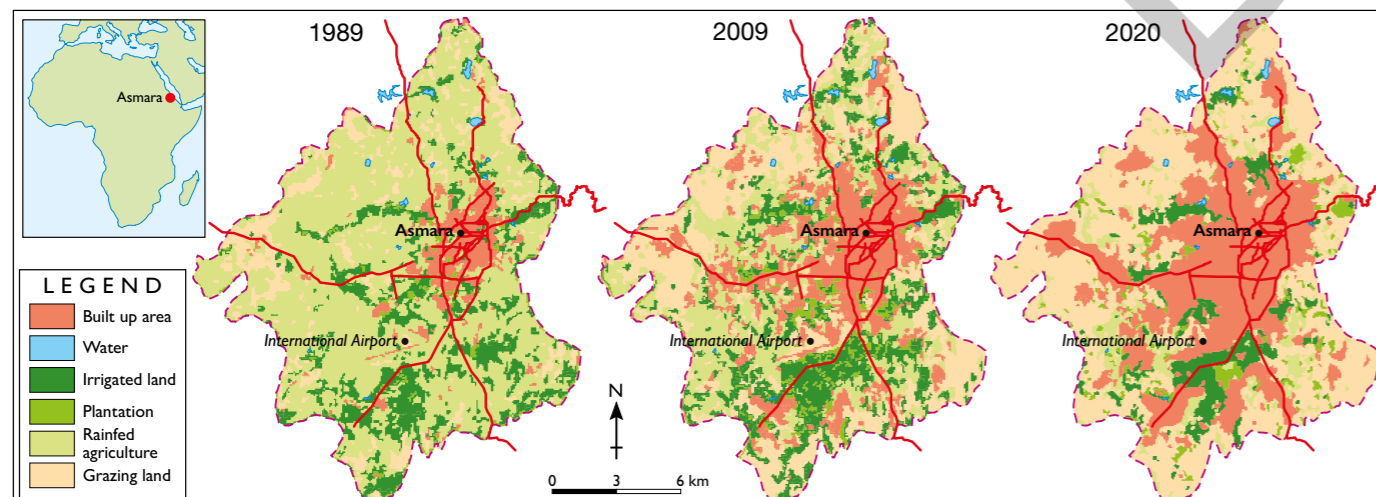 1989
2009
2020
Asmara
Asmara
International Airport
Asmara
International Airport
Asmara
International Airport
LEGEND
Built up area
Water
Irrigated land
Plantation
Rainfed
agriculture
Grazing land
N
0 3 6 km